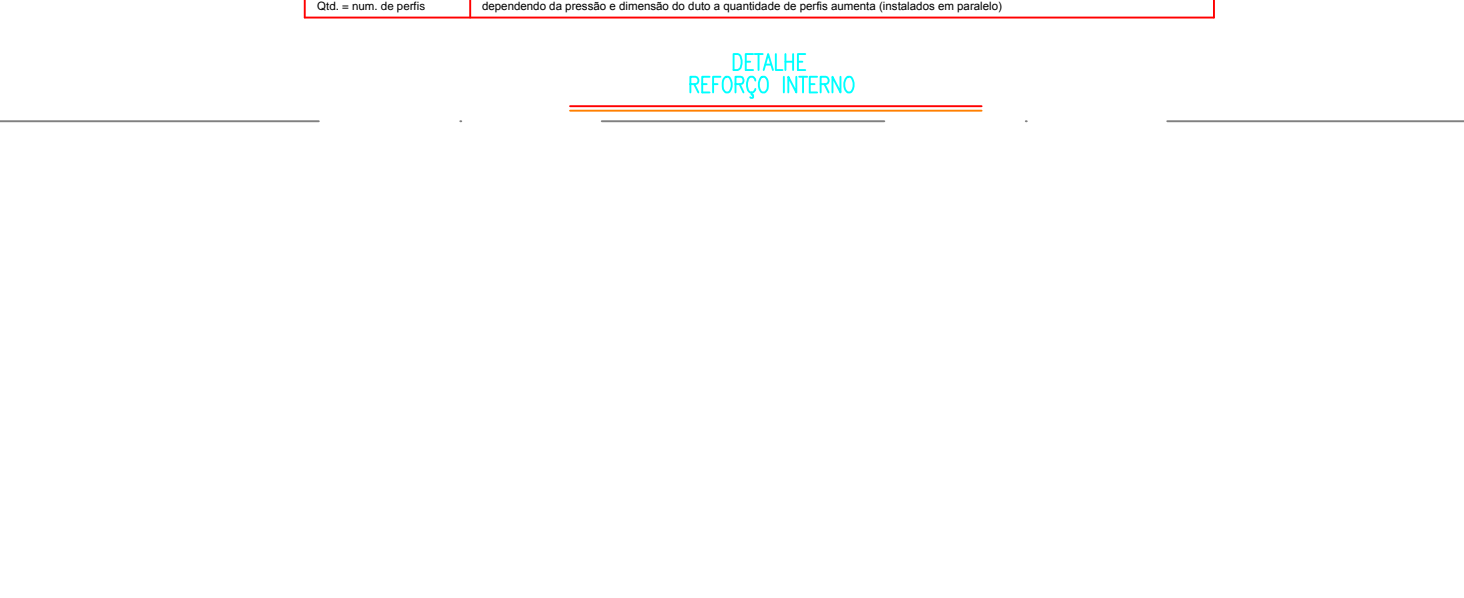 Qtd. = num. de perfis dependendo da pressão e dimensão do duto a quantidade de perfis aumenta (instalados em paralelo)
DETALHE
REFORÇO INTERNO